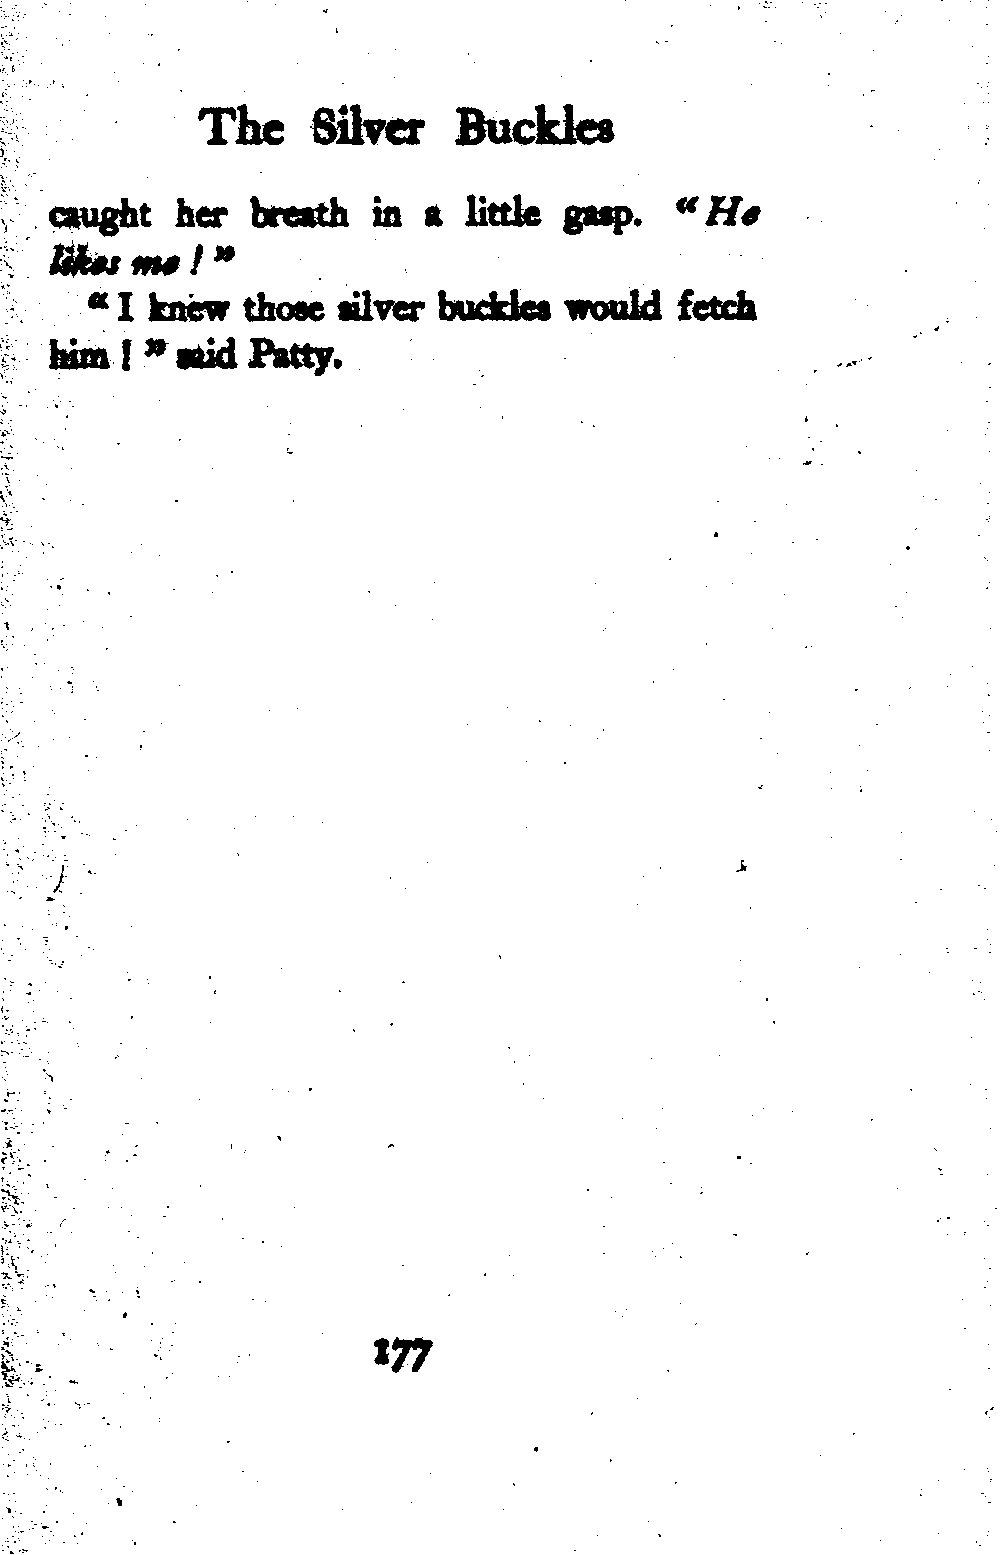 The Silver Buckles
caught her breath in a little gasp. “He
likes me!”
“I knew those silver buckles would fetch
him!” said Patty.
177